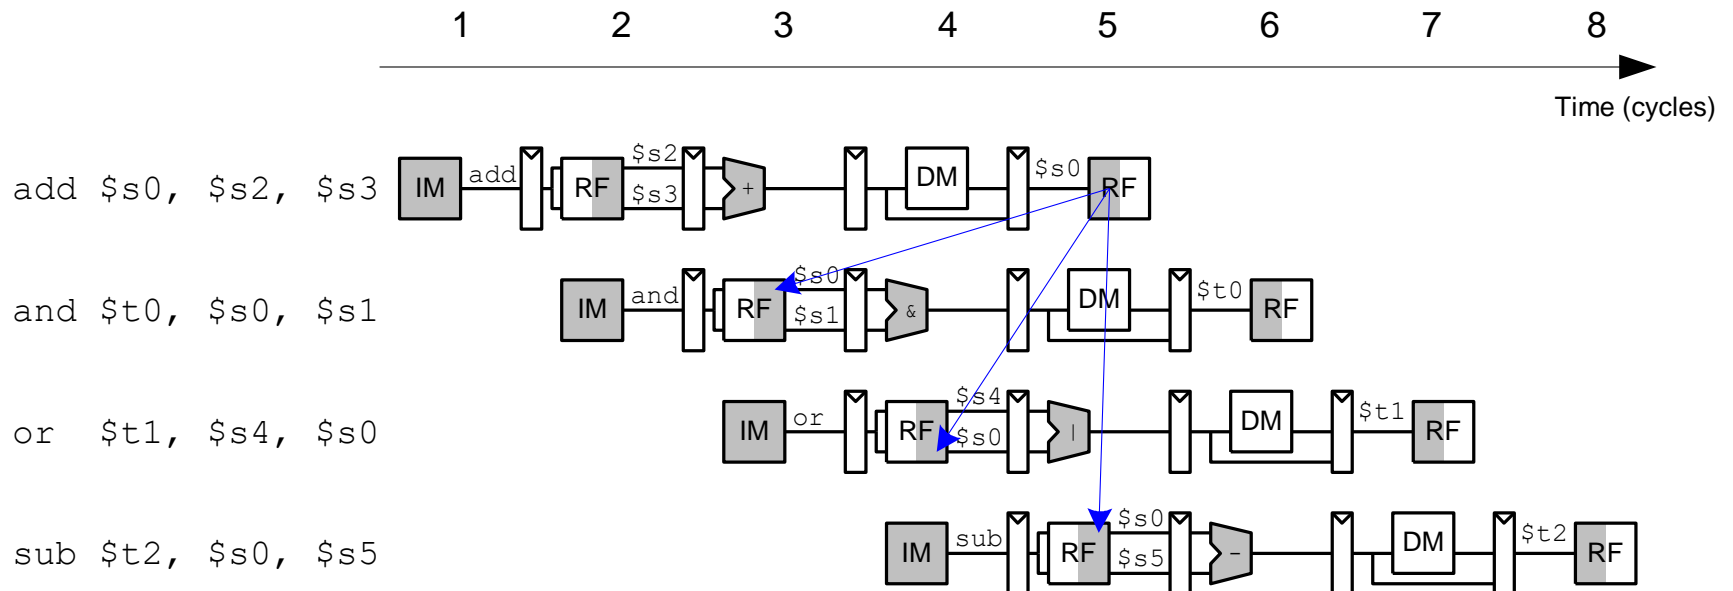 1 2 3 4 5 6 7 8
Time (cycles)
add $s0, $s2, $s3 IM add RF $s2 $s3 + DM $s0 RF
and $t0, $s0, $s1 IM and RF $s0 $s1 & DM $t0 RF
or $t1, $s4, $s0 IM or RF $s4 $s0 | DM $t1 RF
sub $t2, $s0, $s5 IM sub RF $s0 $s5 - DM $t2 RF